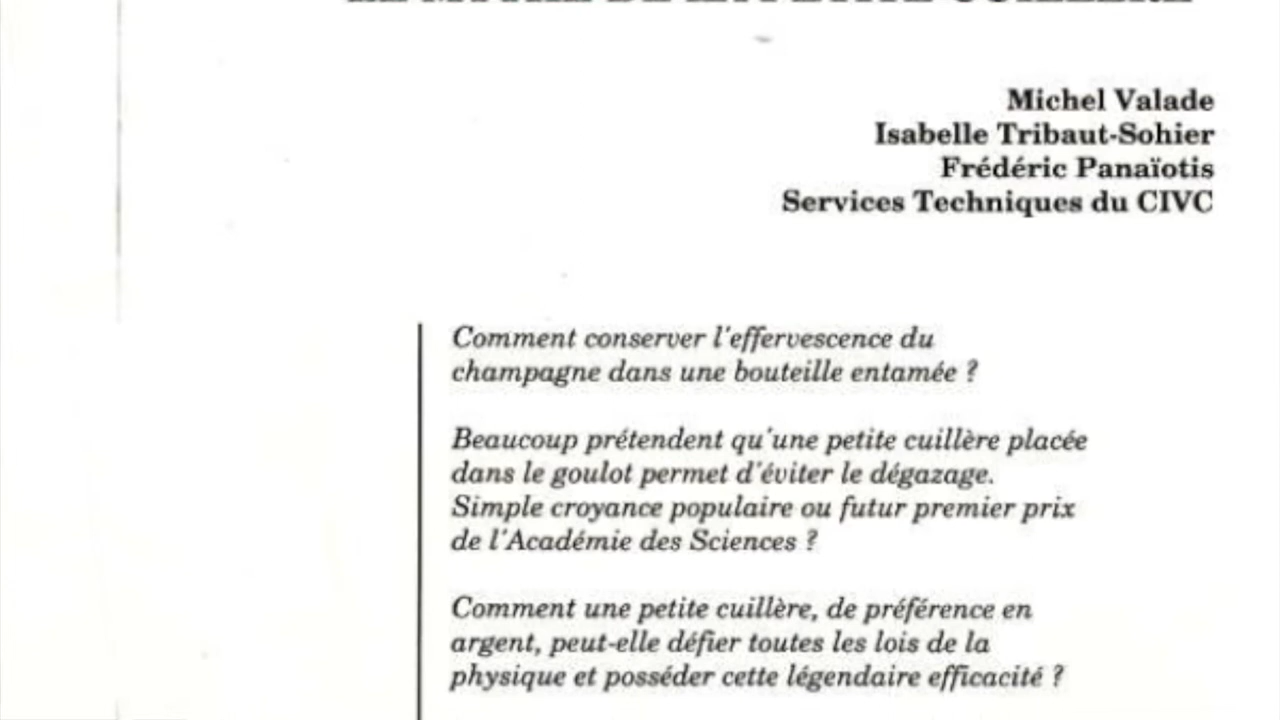 Michel Valade
Isabelle Tribaut-Sohier
Frédéric Panaïotis
Services Techniques du CIVC
Comment conserver l'effervescence du
champagne dans une bouteille entamée ?
Beaucoup prétendent qu'une petite cuillère placée
dans le goulot permet d'éviter le dégazage.
Simple croyance populaire ou futur premier prix
de l'Académie des Sciences ?
Comment une petite cuillère, de préférence en
argent, peut-elle défier toutes les lois de la
physique et posséder cette légendaire efficacité ?